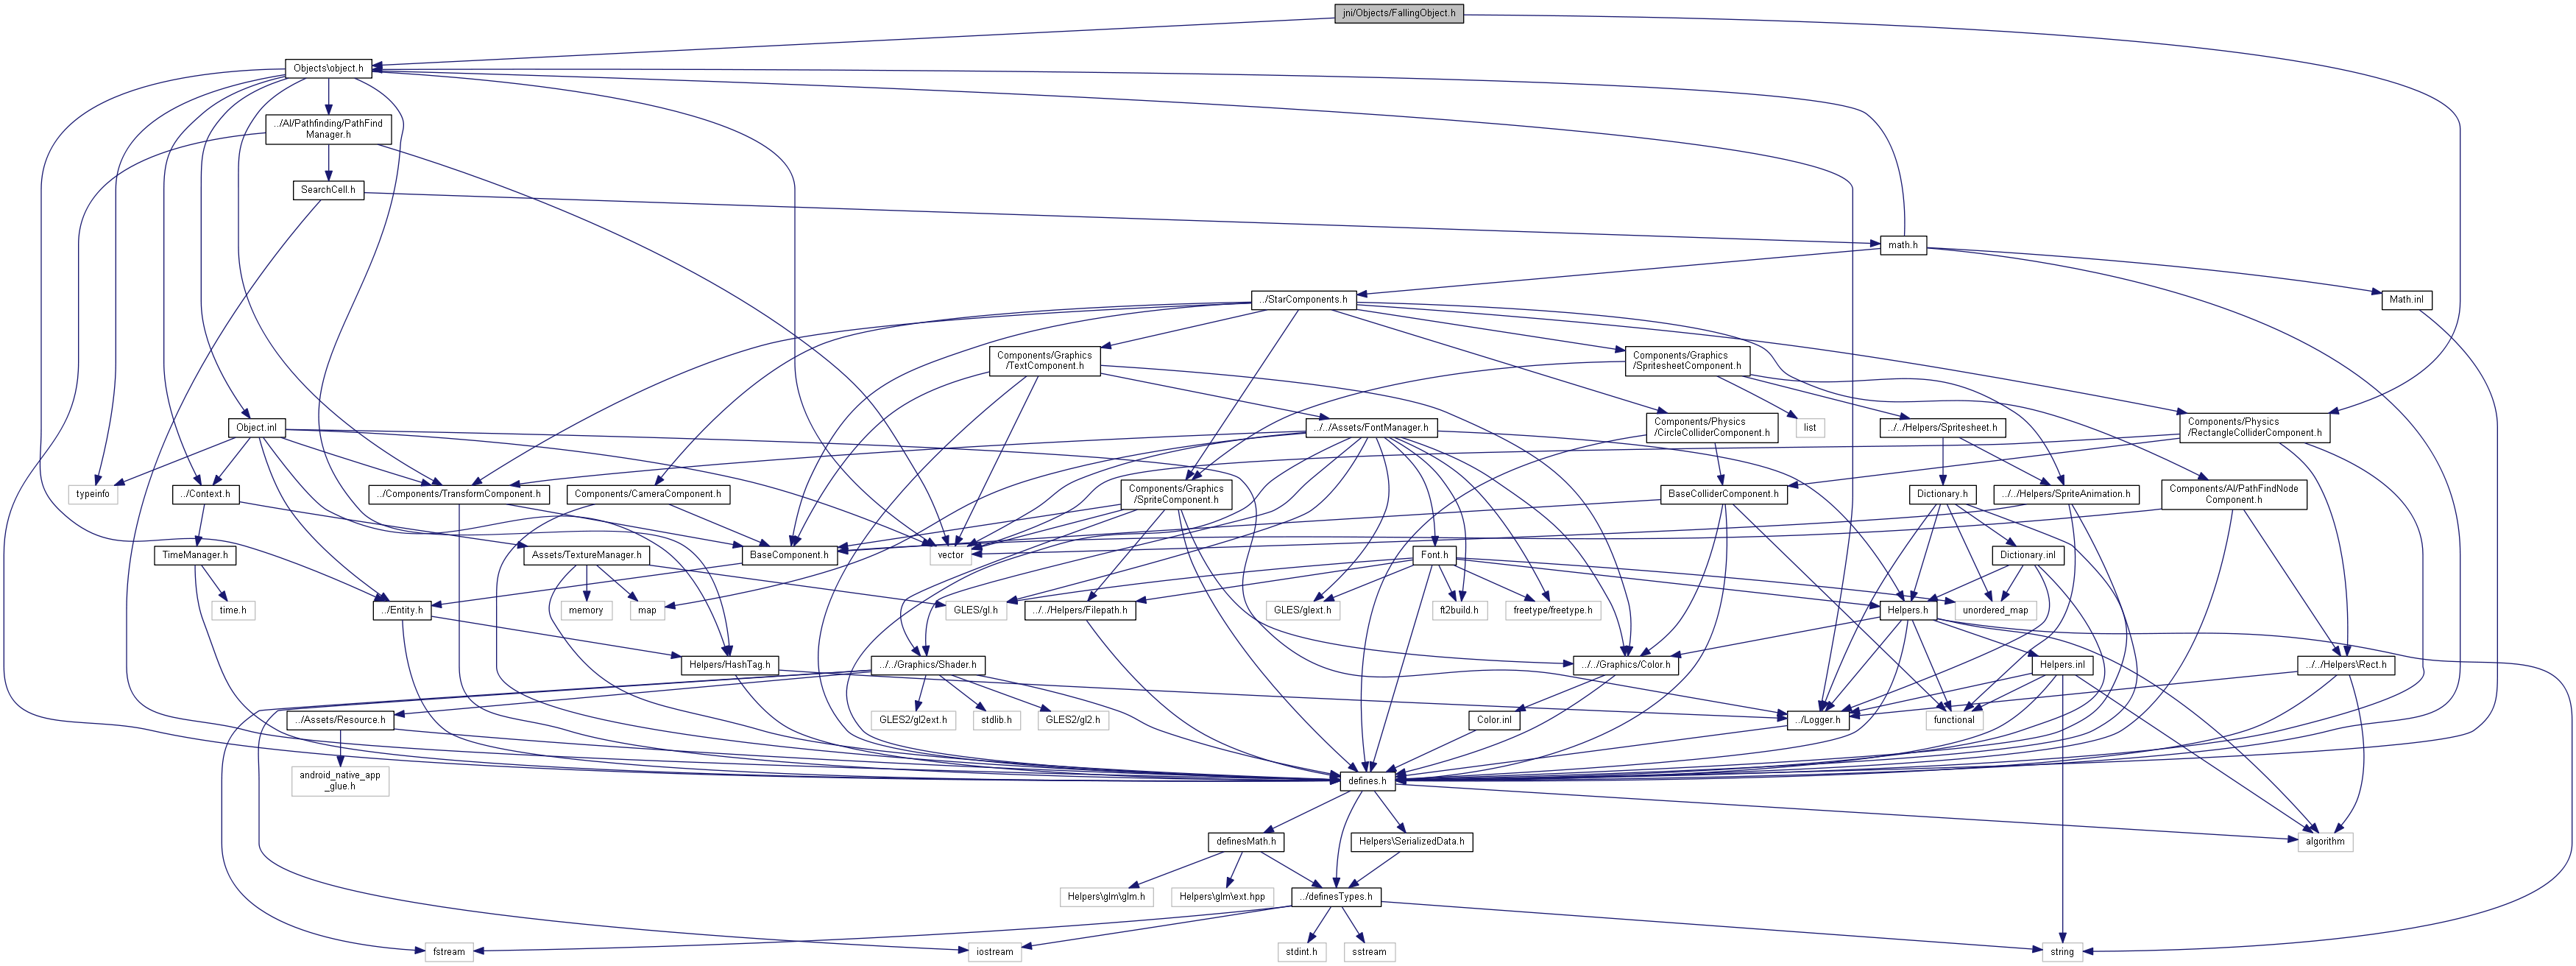 jni/Objects/FallingObject.h
Objects\object.h
../AI/Pathfinding/PathFind
Manager.h
SearchCell.h
math.h
../StarComponents.h
Math.inl
Components/Graphics
/TextComponent.h
Components/Graphics
/SpritesheetComponent.h
Object.inl
../../Assets/FontManager.h
Components/Physics
/CircleColliderComponent.h
list
../../Helpers/Spritesheet.h
Components/Physics
/RectangleColliderComponent.h
typeinfo
../Context.h
../Components/TransformComponent.h
Components/CameraComponent.h
Components/Graphics
/SpriteComponent.h
BaseColliderComponent.h
Dictionary.h
../../Helpers/SpriteAnimation.h
Components/AI/PathFindNode
Component.h
TimeManager.h
Assets/TextureManager.h
BaseComponent.h
vector
Font.h
Dictionary.inl
time.h
../Entity.h
memory
map
GLES/gl.h
../../Helpers/Filepath.h
GLES/glext.h
ft2build.h
freetype/freetype.h
Helpers.h
unordered_map
Helpers/HashTag.h
../../Graphics/Shader.h
../../Graphics/Color.h
Helpers.inl
../../Helpers\Rect.h
../Assets/Resource.h
GLES2/gl2ext.h
stdlib.h
GLES2/gl2.h
Color.inl
../Logger.h
functional
android_native_app
_glue.h
defines.h
definesMath.h
Helpers\SerializedData.h
algorithm
Helpers\glm\glm.h
Helpers\glm\ext.hpp
../definesTypes.h
fstream
iostream
stdint.h
sstream
string